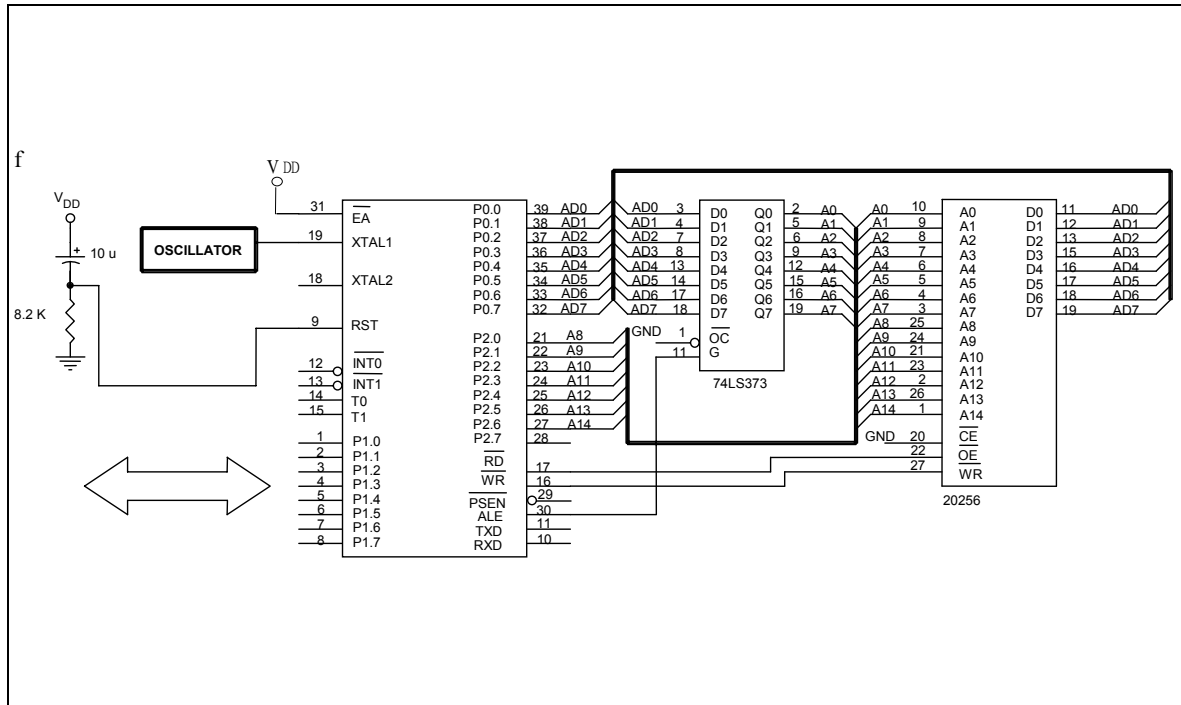 f
V DD
VDD
10 u
8.2 K
OSCILLATOR
31 EA
19 XTAL1
18 XTAL2
9 RST
12 INT0
13 INT1
14 T0
15 T1
1 P1.0
2 P1.1
3 P1.2
4 P1.3
5 P1.4
6 P1.5
7 P1.6
8 P1.7
P0.0 39 AD0
P0.1 38 AD1
P0.2 37 AD2
P0.3 36 AD3
P0.4 35 AD4
P0.5 34 AD5
P0.6 33 AD6
P0.7 32 AD7
P2.0 21 A8
P2.1 22 A9
P2.2 23 A10
P2.3 24 A11
P2.4 25 A12
P2.5 26 A13
P2.6 27 A14
P2.7 28
RD 17
WR 16
PSEN 29
ALE 30
TXD 11
RXD 10
AD0 3 D0 Q0 2 A0
AD1 4 D1 Q1 5 A1
AD2 7 D2 Q2 6 A2
AD3 8 D3 Q3 9 A3
AD4 13 D4 Q4 12 A4
AD5 14 D5 Q5 15 A5
AD6 17 D6 Q6 16 A6
AD7 18 D7 Q7 19 A7
GND 1 OC
11 G
74LS373
A0 10 A0 D0 11 AD0
A1 9 A1 D1 12 AD1
A2 8 A2 D2 13 AD2
A3 7 A3 D3 15 AD3
A4 6 A4 D4 16 AD4
A5 5 A5 D5 17 AD5
A6 4 A6 D6 18 AD6
A7 3 A7 D7 19 AD7
A8 25 A8
A9 24 A9
A10 21 A10
A11 23 A11
A12 2 A12
A13 26 A13
A14 1 A14
GND 20 CE
22 OE
27 WR
20256